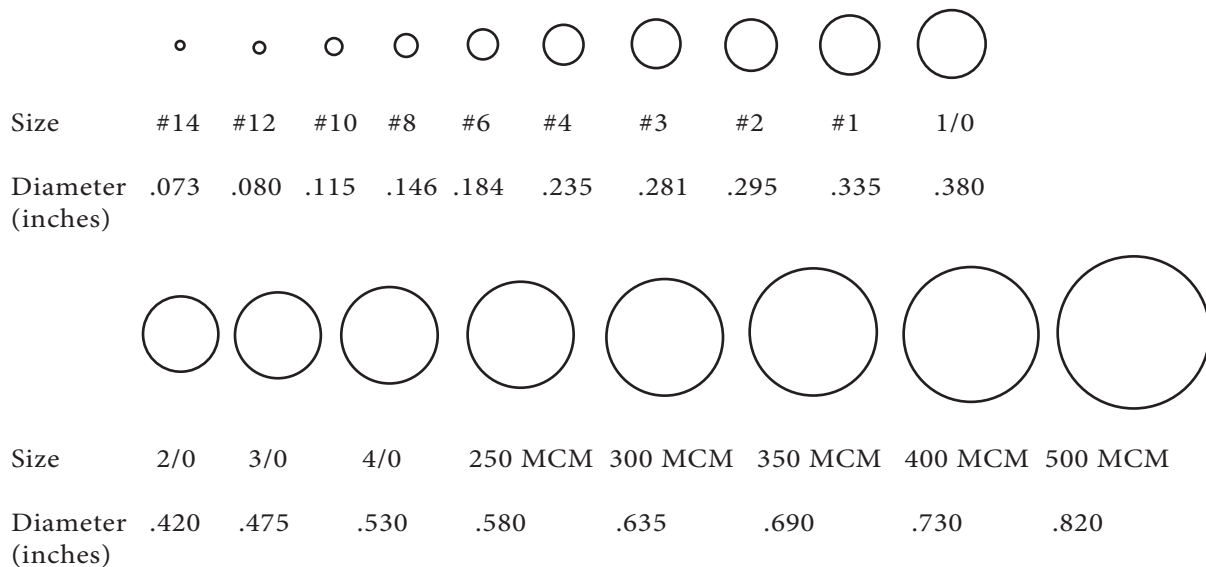 Size #14 #12 #10 #8 #6 #4 #3 #2 #1 1/0
Diameter .073 .080 .115 .146 .184 .235 .281 .295 .335 .380
(inches)
Size 2/0 3/0 4/0 250 MCM 300 MCM 350 MCM 400 MCM 500 MCM
Diameter .420 .475 .530 .580 .635 .690 .730 .820
(inches)